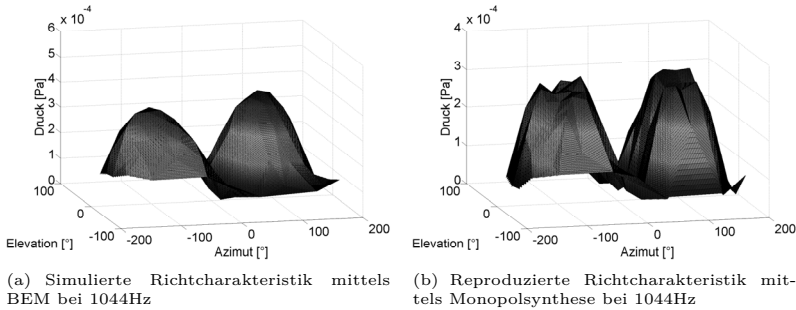 x 10⁻⁴
6
5
4
3
2
1
0
Druck [Pa]
100
0
-100
Elevation [°]
-200
-100
0
100
200
Azimut [°]
(a) Simulierte Richtcharakteristik mittels
BEM bei 1044Hz
x 10⁻⁴
4
3
2
1
0
Druck [Pa]
100
0
-100
Elevation [°]
-200
-100
0
100
200
Azimut [°]
(b) Reproduzierte Richtcharakteristik mit-
tels Monopolsynthese bei 1044Hz